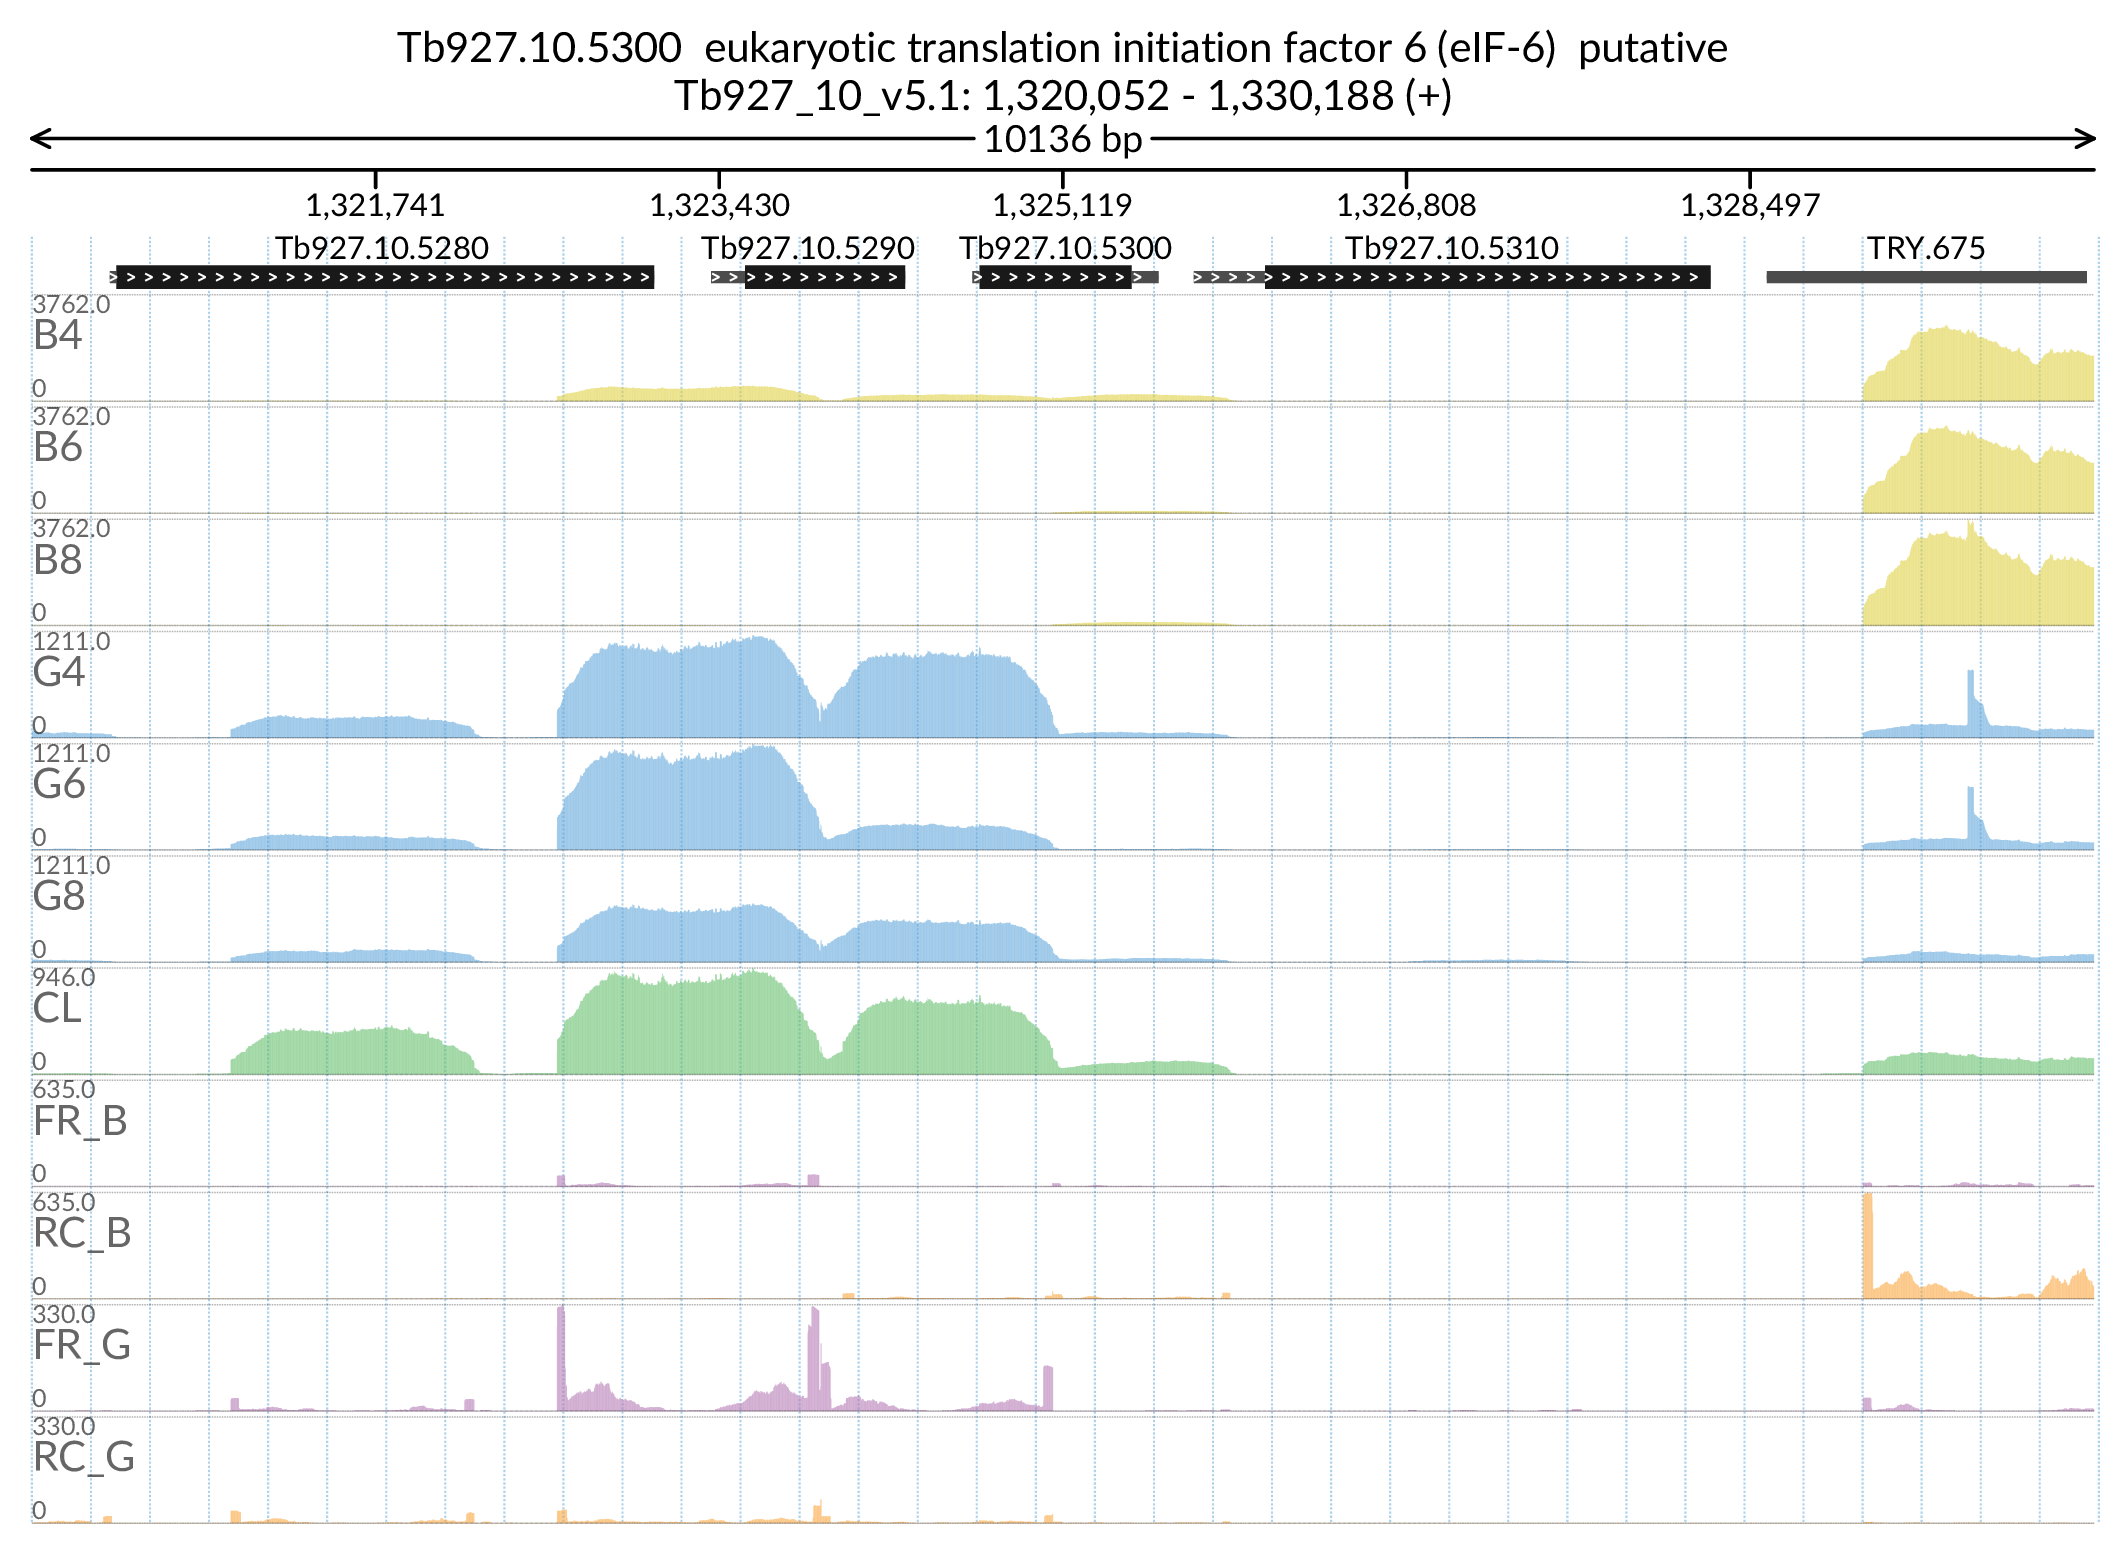 Tb927.10.5300  eukaryotic translation initiation factor 6 (eIF-6)  putative
Tb927_10_v5.1: 1,320,052 - 1,330,188 (+)
10136 bp
1,321,741 1,323,430 1,325,119 1,326,808 1,328,497
Tb927.10.5280 Tb927.10.5290 Tb927.10.5300 Tb927.10.5310 TRY.675
3762.0
B4
0
3762.0
B6
0
3762.0
B8
0
1211.0
G4
0
1211.0
G6
0
1211.0
G8
0
946.0
CL
0
635.0
FR_B
0
635.0
RC_B
0
330.0
FR_G
0
330.0
RC_G
0